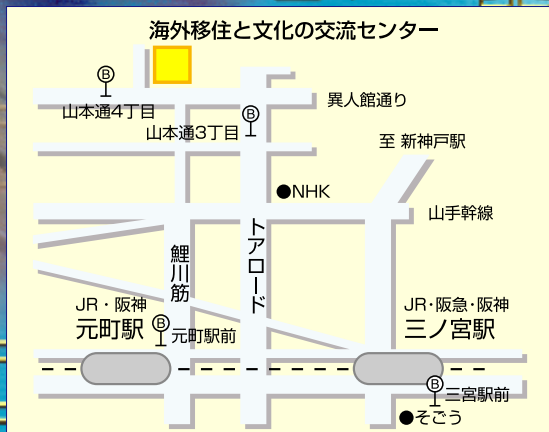 海外移住と文化の交流センター
B
山本通4丁目
異人館通り
B
山本通3丁目
至 新神戸駅
●NHK
山手幹線
トアロード
鯉川筋
JR・阪神
元町駅
B
元町駅前
JR・阪急・阪神
三ノ宮駅
B
三宮駅前
●そごう